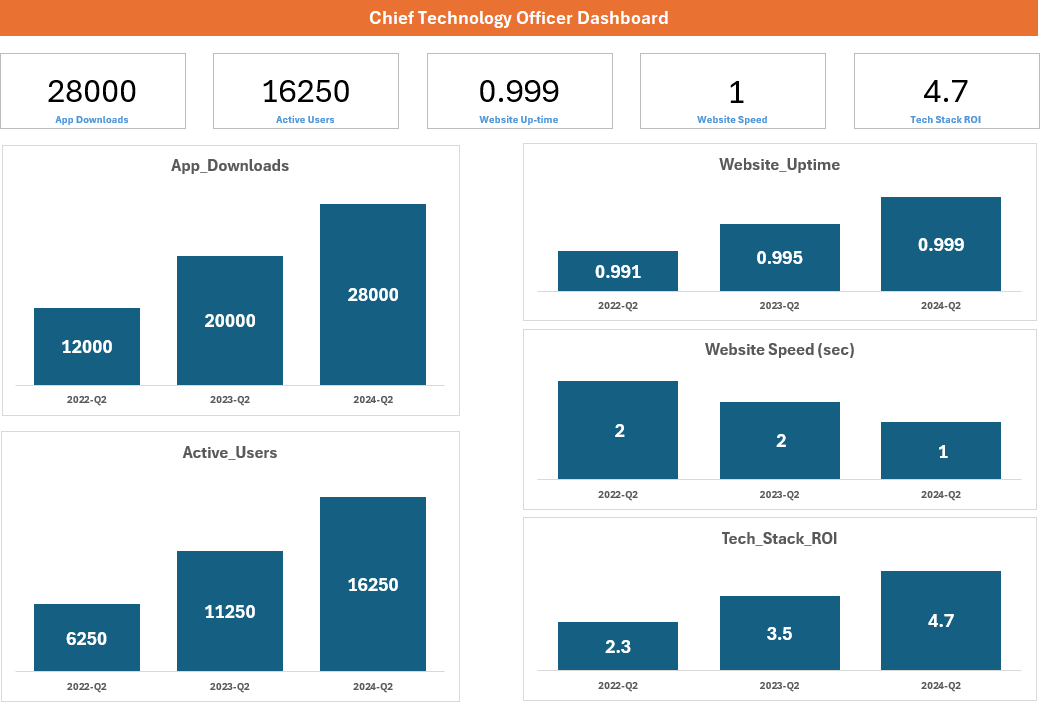 Chief Technology Officer Dashboard
28000
App Downloads
16250
Active Users
0.999
Website Up-time
1
Website Speed
4.7
Tech Stack ROI
App_Downloads
12000
20000
28000
2022-Q2 2023-Q2 2024-Q2
Active_Users
6250
11250
16250
2022-Q2 2023-Q2 2024-Q2
Website_Uptime
0.991
0.995
0.999
2022-Q2 2023-Q2 2024-Q2
Website Speed (sec)
2
2
1
2022-Q2 2023-Q2 2024-Q2
Tech_Stack_ROI
2.3
3.5
4.7
2022-Q2 2023-Q2 2024-Q2